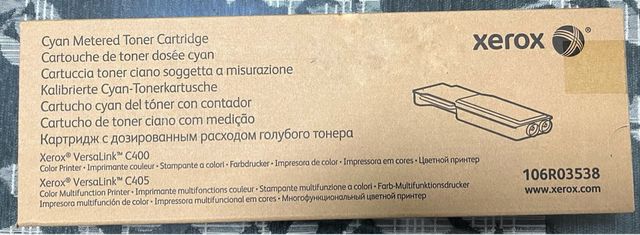 Cyan Metered Toner Cartridge
Cartouche de toner dosée cyan
Cartuccia toner ciano soggetta a misurazione
Kalibrierte Cyan-Tonerkartusche
Cartucho cyan del tóner con contador
Cartucho de toner ciano com medição
Картридж с дозированным расходом голубого тонера
Xerox® VersaLink™ C400
Color Printer • Imprimante couleur • Stampante a colori • Farbdrucker • Impresora de color • Impressora em cores • Цветной принтер
Xerox® VersaLink™ C405
Color Multifunction Printer • Imprimante multifonctions couleur • Stampante multifunzione a colori • Farb-Multifunktionsdrucker
Impresora multifunción de color • Impressora multifuncional em cores • Многофункциональный цветной принтер
xerox
106R03538
www.xerox.com